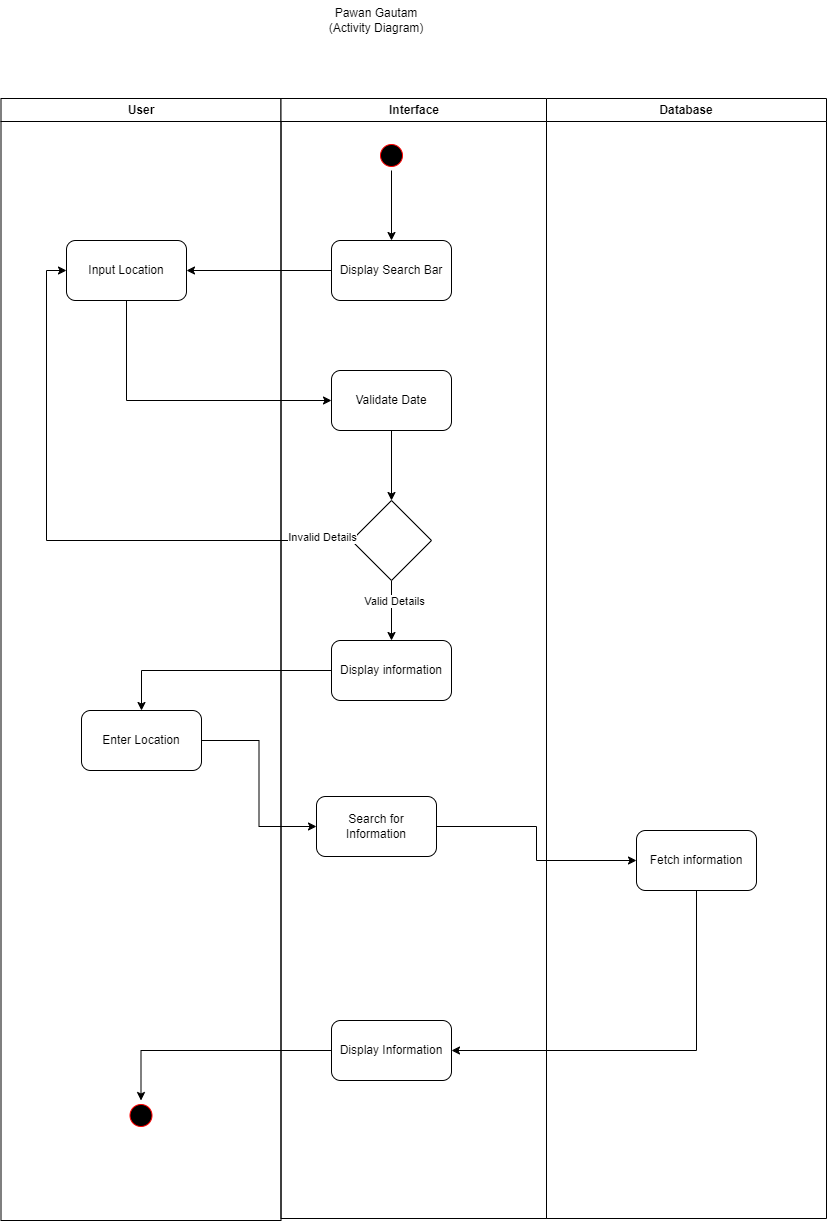 Pawan Gautam
(Activity Diagram)
User
Interface
Database
Input Location
Display Search Bar
Validate Date
Invalid Details
Valid Details
Display information
Enter Location
Search for
Information
Fetch information
Display Information